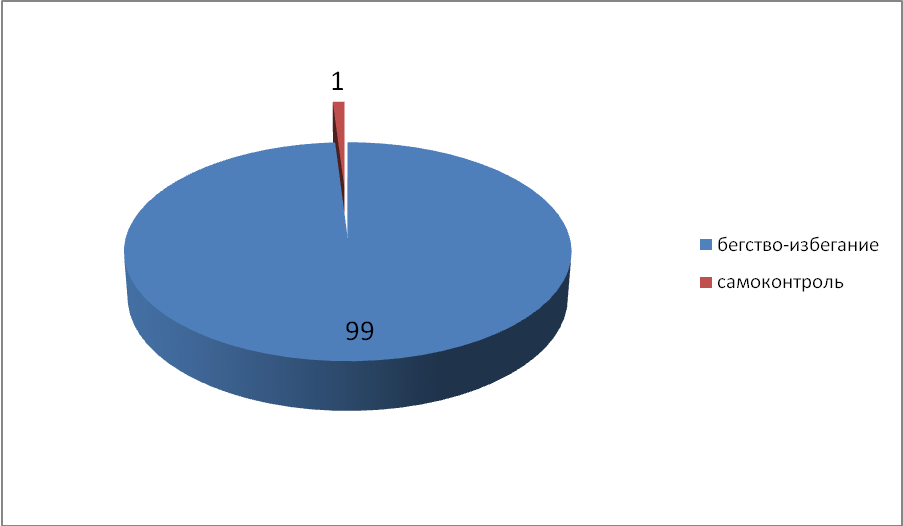 1
99
бегство-избегание
самоконтроль